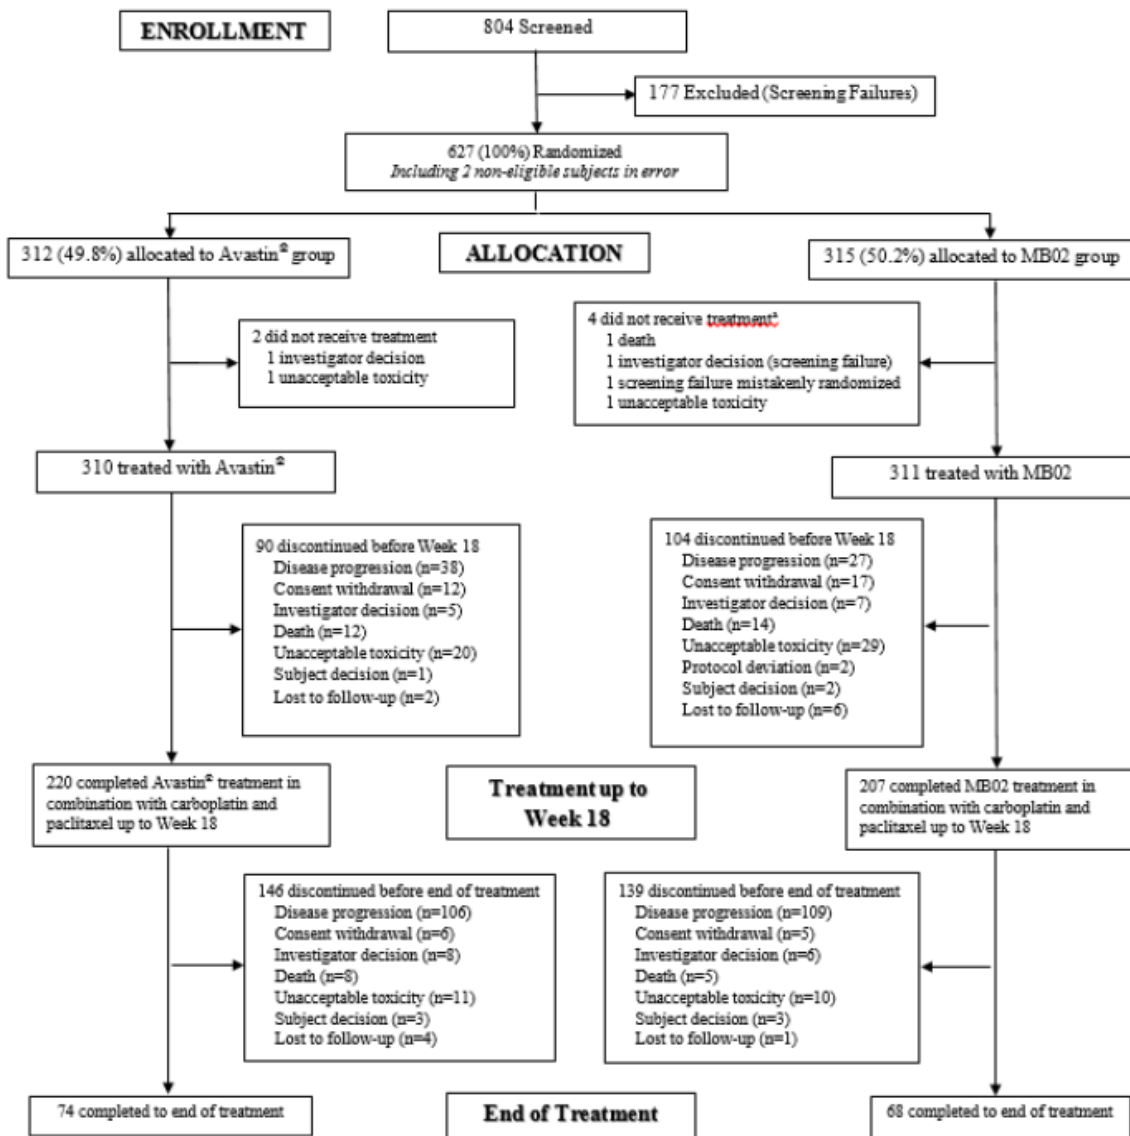 ENROLLMENT
804 Screened
177 Excluded (Screening Failures)
627 (100%) Randomized
Including 2 non-eligible subjects in error
312 (49.8%) allocated to Avastin® group
ALLOCATION
315 (50.2%) allocated to MB02 group
2 did not receive treatment
1 investigator decision
1 unacceptable toxicity
4 did not receive treatmentª
1 death
1 investigator decision (screening failure)
1 screening failure mistakenly randomized
1 unacceptable toxicity
310 treated with Avastin®
311 treated with MB02
90 discontinued before Week 18
Disease progression (n=38)
Consent withdrawal (n=12)
Investigator decision (n=5)
Death (n=12)
Unacceptable toxicity (n=20)
Subject decision (n=1)
Lost to follow-up (n=2)
104 discontinued before Week 18
Disease progression (n=27)
Consent withdrawal (n=17)
Investigator decision (n=7)
Death (n=14)
Unacceptable toxicity (n=29)
Protocol deviation (n=2)
Subject decision (n=2)
Lost to follow-up (n=6)
220 completed Avastin® treatment in
combination with carboplatin and
paclitaxel up to Week 18
Treatment up to
Week 18
207 completed MB02 treatment in
combination with carboplatin and
paclitaxel up to Week 18
146 discontinued before end of treatment
Disease progression (n=106)
Consent withdrawal (n=6)
Investigator decision (n=8)
Death (n=8)
Unacceptable toxicity (n=11)
Subject decision (n=3)
Lost to follow-up (n=4)
139 discontinued before end of treatment
Disease progression (n=109)
Consent withdrawal (n=5)
Investigator decision (n=6)
Death (n=5)
Unacceptable toxicity (n=10)
Subject decision (n=3)
Lost to follow-up (n=1)
74 completed to end of treatment
End of Treatment
68 completed to end of treatment